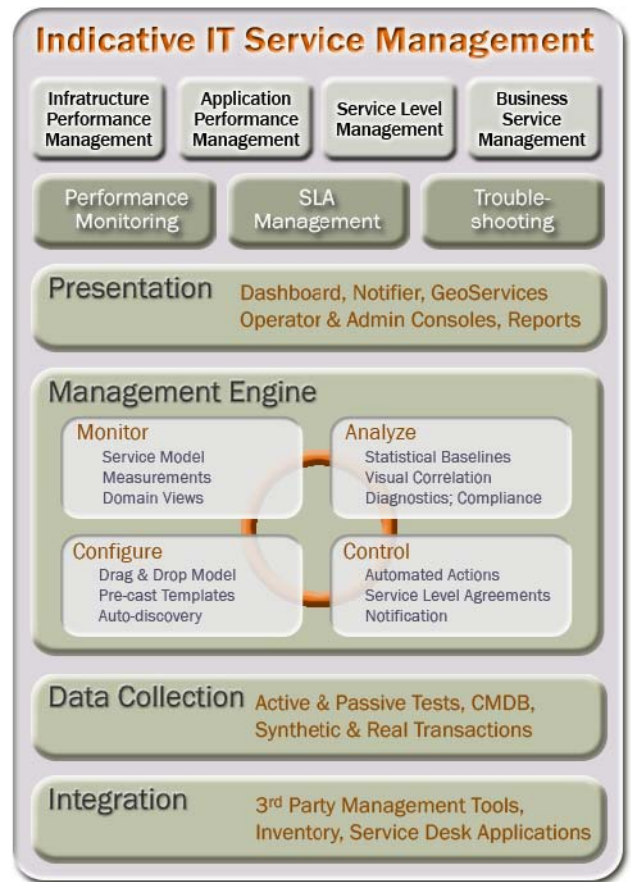 Indicative IT Service Management
Infratructure
Performance
Management
Application
Performance
Management
Service Level
Management
Business
Service
Management
Performance
Monitoring
SLA
Management
Trouble-
shooting
Presentation
Dashboard, Notifier, GeoServices
Operator & Admin Consoles, Reports
Management Engine
Monitor
Service Model
Measurements
Domain Views
Analyze
Statistical Baselines
Visual Correlation
Diagnostics; Compliance
Configure
Drag & Drop Model
Pre-cast Templates
Auto-discovery
Control
Automated Actions
Service Level Agreements
Notification
Data Collection
Active & Passive Tests, CMDB,
Synthetic & Real Transactions
Integration
3rd Party Management Tools,
Inventory, Service Desk Applications